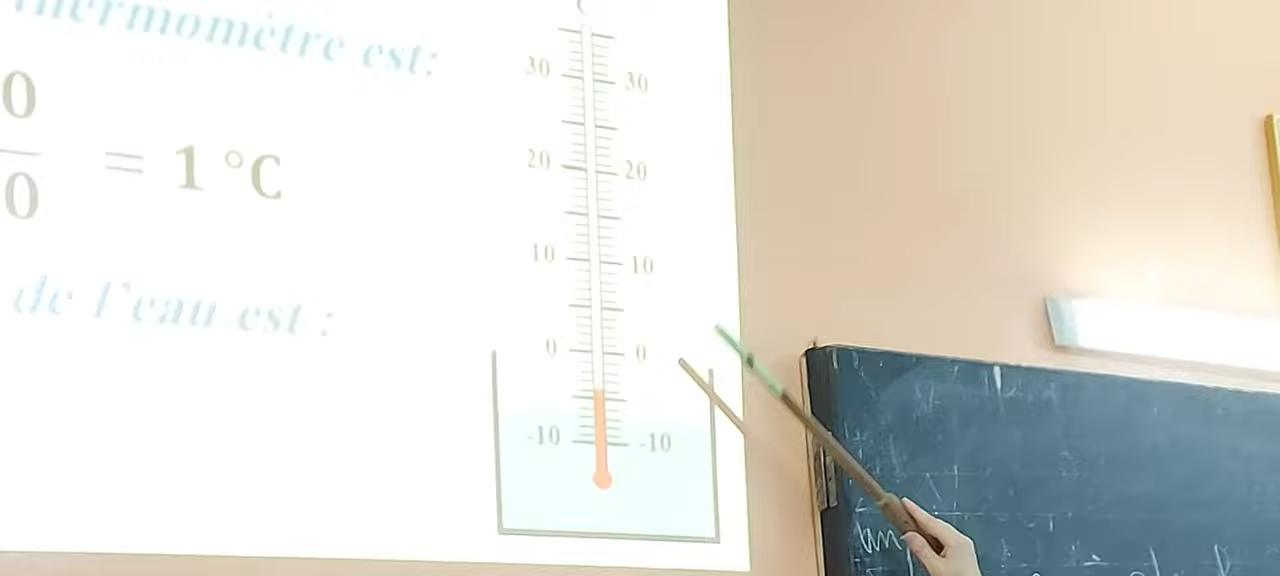 thermomètre est:
0
0
= 1 °C
de l'eau est :
C
30 30
20 20
10 10
0 0
-10 -10